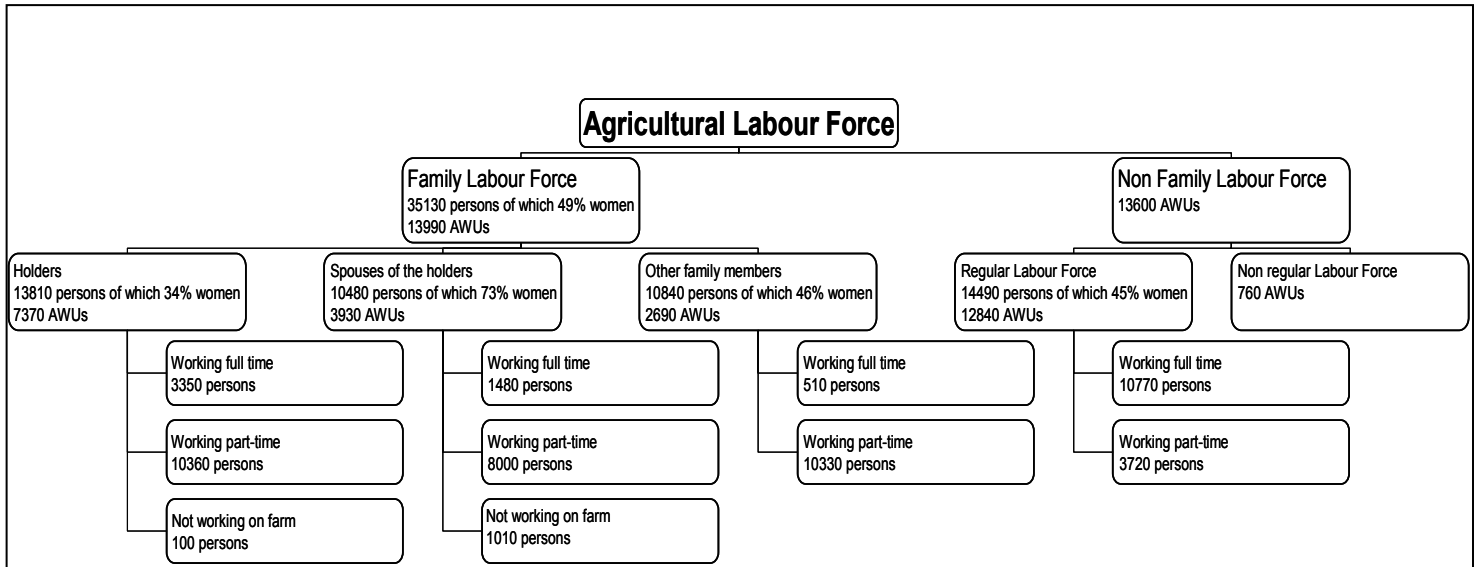 Agricultural Labour Force
Family Labour Force
35130 persons of which 49% women
13990 AWUs
Non Family Labour Force
13600 AWUs
Holders
13810 persons of which 34% women
7370 AWUs
Spouses of the holders
10480 persons of which 73% women
3930 AWUs
Other family members
10840 persons of which 46% women
2690 AWUs
Regular Labour Force
14490 persons of which 45% women
12840 AWUs
Non regular Labour Force
760 AWUs
Working full time
3350 persons
Working full time
1480 persons
Working full time
510 persons
Working full time
10770 persons
Working part-time
10360 persons
Working part-time
8000 persons
Working part-time
10330 persons
Working part-time
3720 persons
Not working on farm
100 persons
Not working on farm
1010 persons